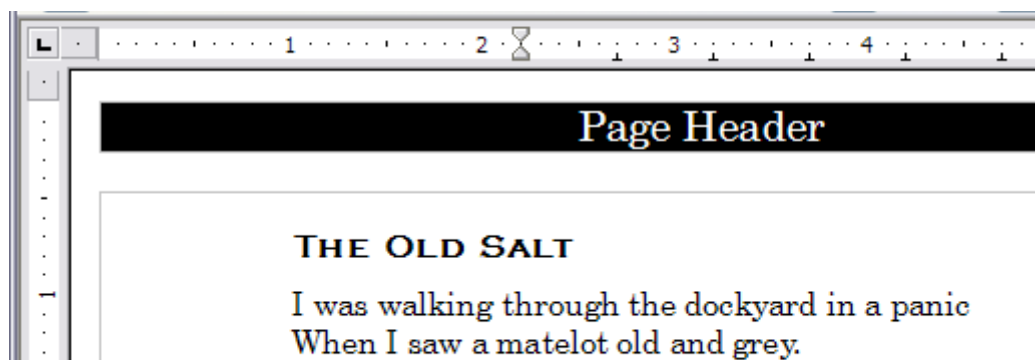 1 2 3 4
Page Header
THE OLD SALT
I was walking through the dockyard in a panic
When I saw a matelot old and grey.
1